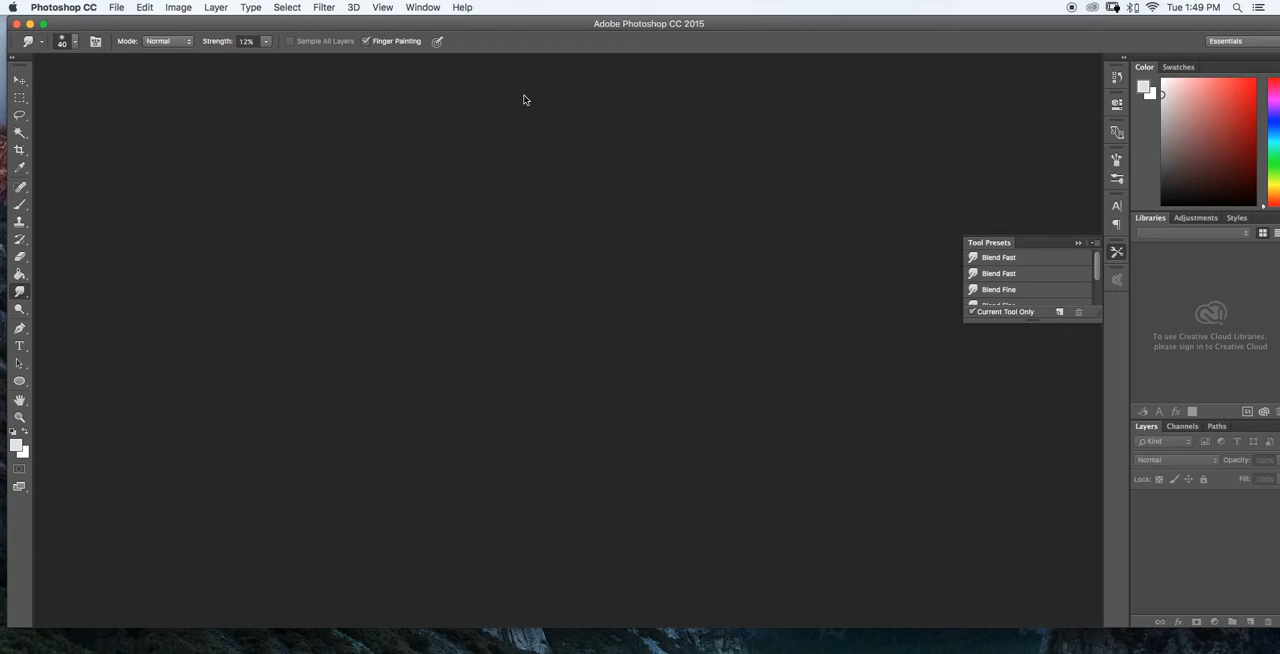 Photoshop CC File Edit Image Layer Type Select Filter 3D View Window Help Tue 1:49 PM
Adobe Photoshop CC 2015
40 Mode: Normal Strength: 12% Sample All Layers Finger Painting Essentials
Color Swatches
Libraries Adjustments Styles
Tool Presets
Blend Fast
Blend Fast
Blend Fine
Current Tool Only
To use Creative Cloud Libraries,
please sign in to Creative Cloud
St
Layers Channels Paths
Kind
Normal Opacity: 100%
Lock: Fill: 100%